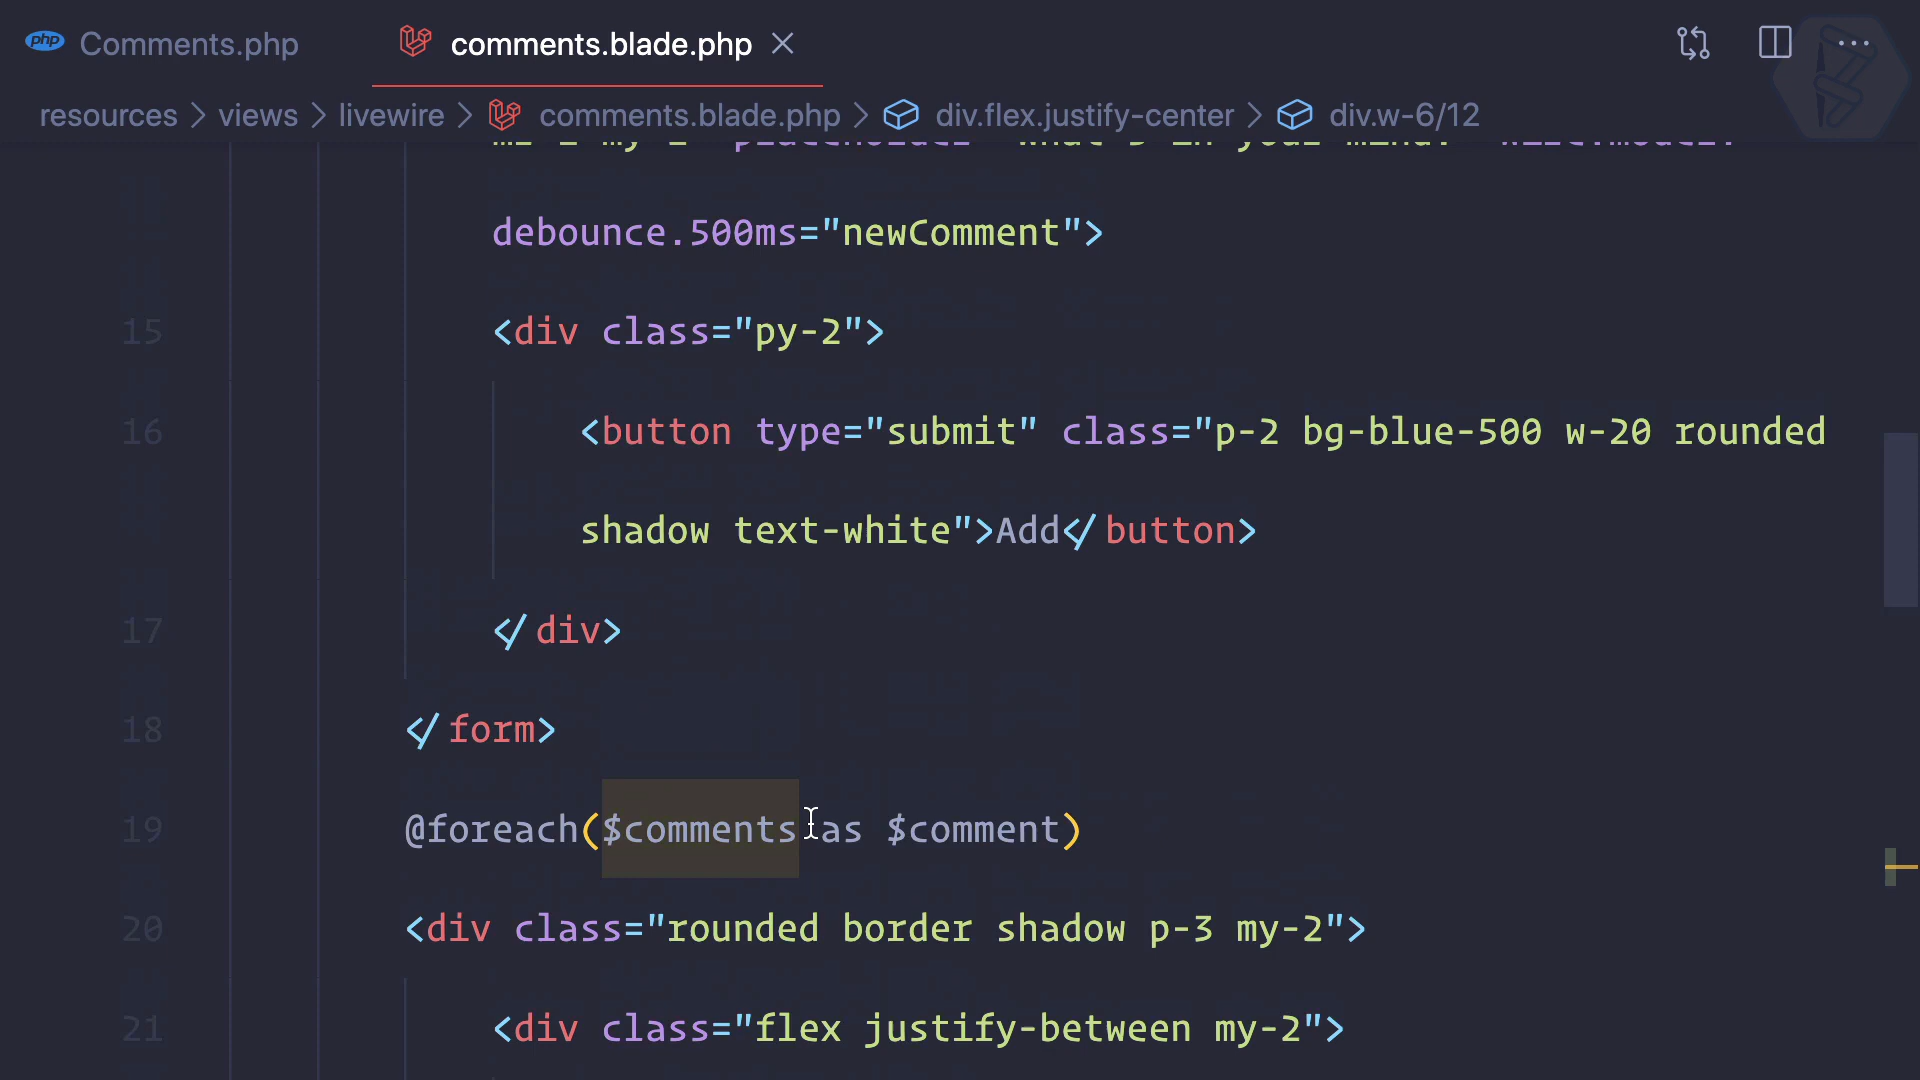 php Comments.php comments.blade.php
resources > views > livewire > comments.blade.php > div.flex.justify-center > div.w-6/12
debounce.500ms="newComment">
15 <div class="py-2">
16 <button type="submit" class="p-2 bg-blue-500 w-20 rounded
shadow text-white">Add</button>
17 </div>
18 </form>
19 @foreach($comments as $comment)
20 <div class="rounded border shadow p-3 my-2">
21 <div class="flex justify-between my-2">